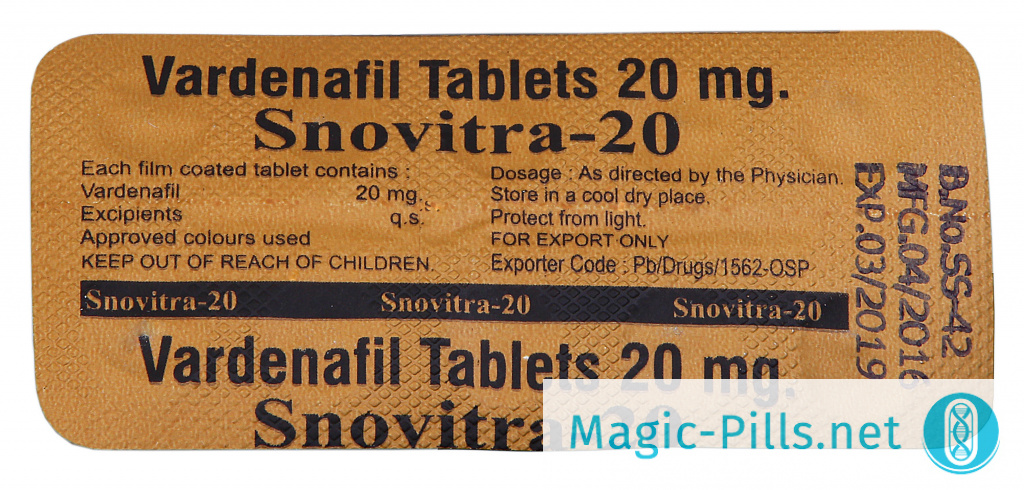 Vardenafil Tablets 20 mg.
Snovitra-20
Each film coated tablet contains :
Vardenafil 20 mg.
Excipients q.s.
Approved colours used
KEEP OUT OF REACH OF CHILDREN.
Dosage : As directed by the Physician.
Store in a cool dry place.
Protect from light.
FOR EXPORT ONLY
Exporter Code : Pb/Drugs/1562-OSP
B.No.SS-42
MFG.04/2016
EXP.03/2019
Snovitra-20 Snovitra-20 Snovitra-20
Vardenafil Tablets 20 mg.
Snovitra-20
Magic-Pills.net